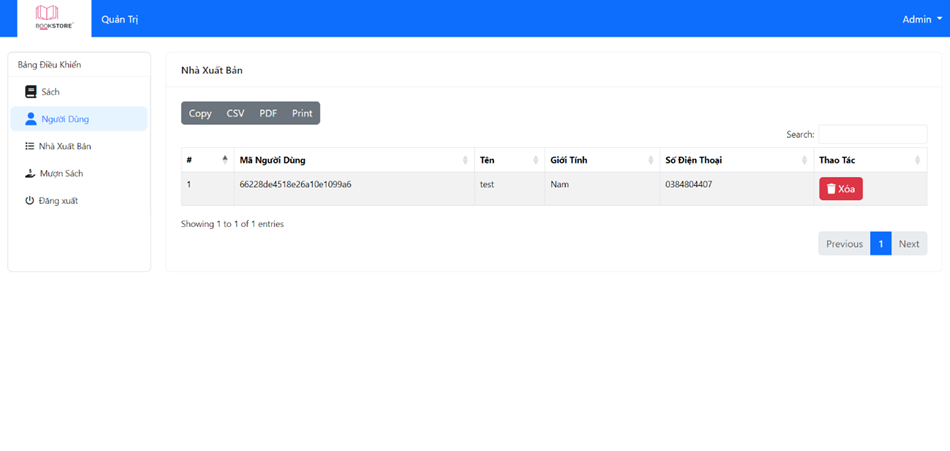 BOOKSTORE
Quản Trị
Admin
Bảng Điều Khiển
Sách
Người Dùng
Nhà Xuất Bản
Mượn Sách
Đăng xuất
Nhà Xuất Bản
Copy CSV PDF Print
Search:
# Mã Người Dùng Tên Giới Tính Số Điện Thoại Thao Tác
1 66228de4518e26a10e1099a6 test Nam 0384804407 Xóa
Showing 1 to 1 of 1 entries
Previous 1 Next